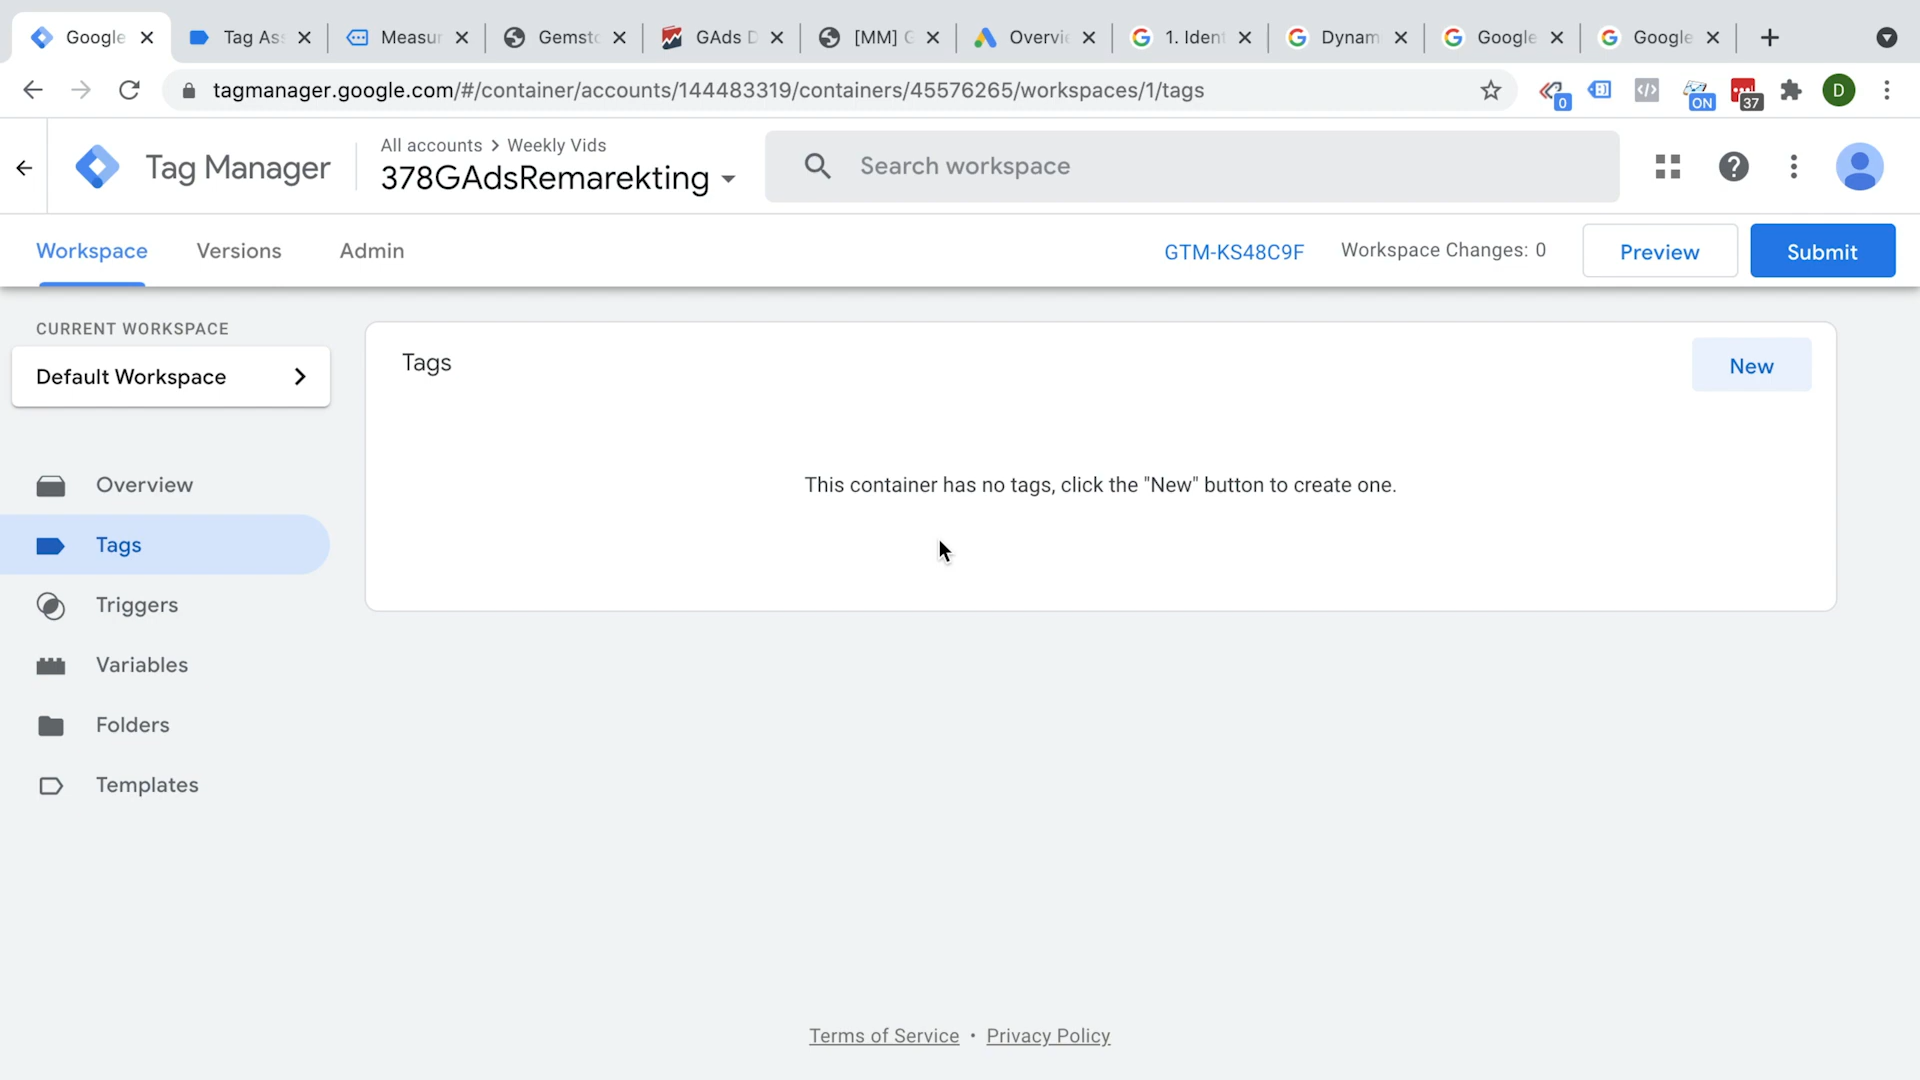 Google
Tag As
Measur
Gemsto
GAds D
[MM] G
Overvi
1. Ident
Dynam
Google
Google
tagmanager.google.com/#/container/accounts/144483319/containers/45576265/workspaces/1/tags
0
ON
37
D
Tag Manager
All accounts > Weekly Vids
378GAdsRemarekting
Search workspace
Workspace
Versions
Admin
GTM-KS48C9F
Workspace Changes: 0
Preview
Submit
CURRENT WORKSPACE
Default Workspace
Overview
Tags
Triggers
Variables
Folders
Templates
Tags
New
This container has no tags, click the "New" button to create one.
Terms of Service • Privacy Policy